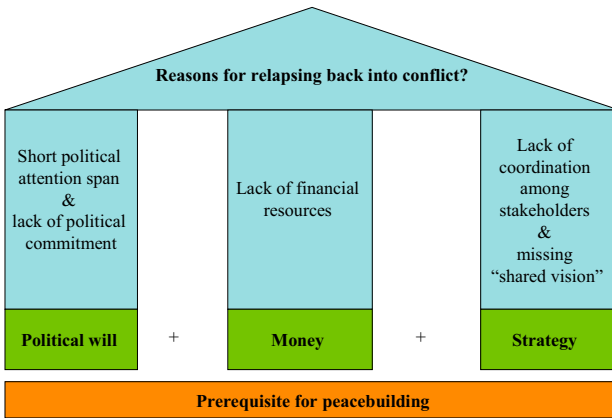 Reasons for relapsing back into conflict?
Short political
attention span
&
lack of political
commitment
Lack of financial
resources
Lack of
coordination
among
stakeholders
&
missing
“shared vision”
Political will
+
Money
+
Strategy
Prerequisite for peacebuilding